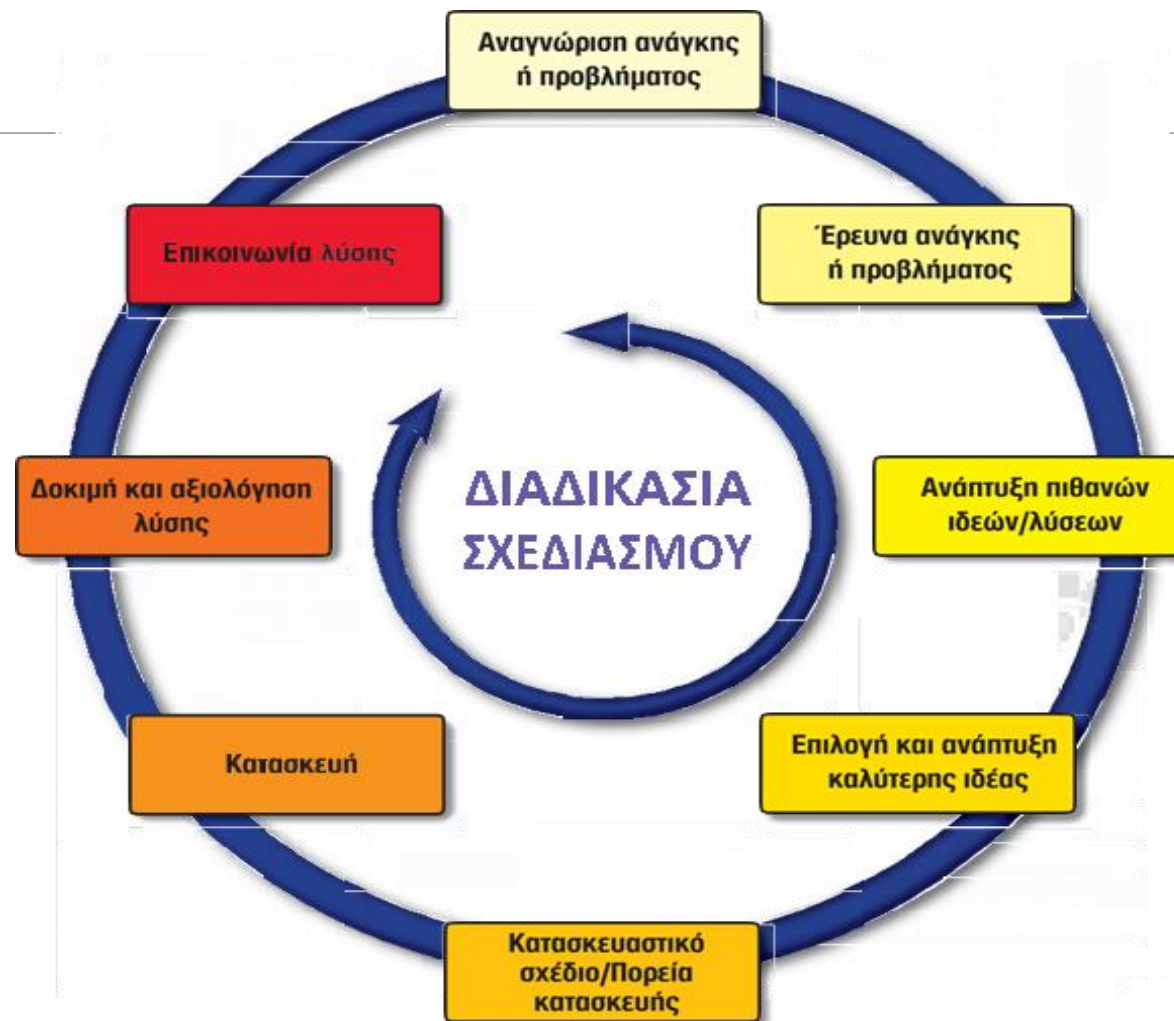 Αναγνώριση ανάγκης
ή προβλήματος
Έρευνα ανάγκης
ή προβλήματος
Ανάπτυξη πιθανών
ιδεών/λύσεων
Επιλογή και ανάπτυξη
καλύτερης ιδέας
Κατασκευαστικό
σχέδιο/Πορεία
κατασκευής
Κατασκευή
Δοκιμή και αξιολόγηση
λύσης
Επικοινωνία λύσης
ΔΙΑΔΙΚΑΣΙΑ
ΣΧΕΔΙΑΣΜΟΥ